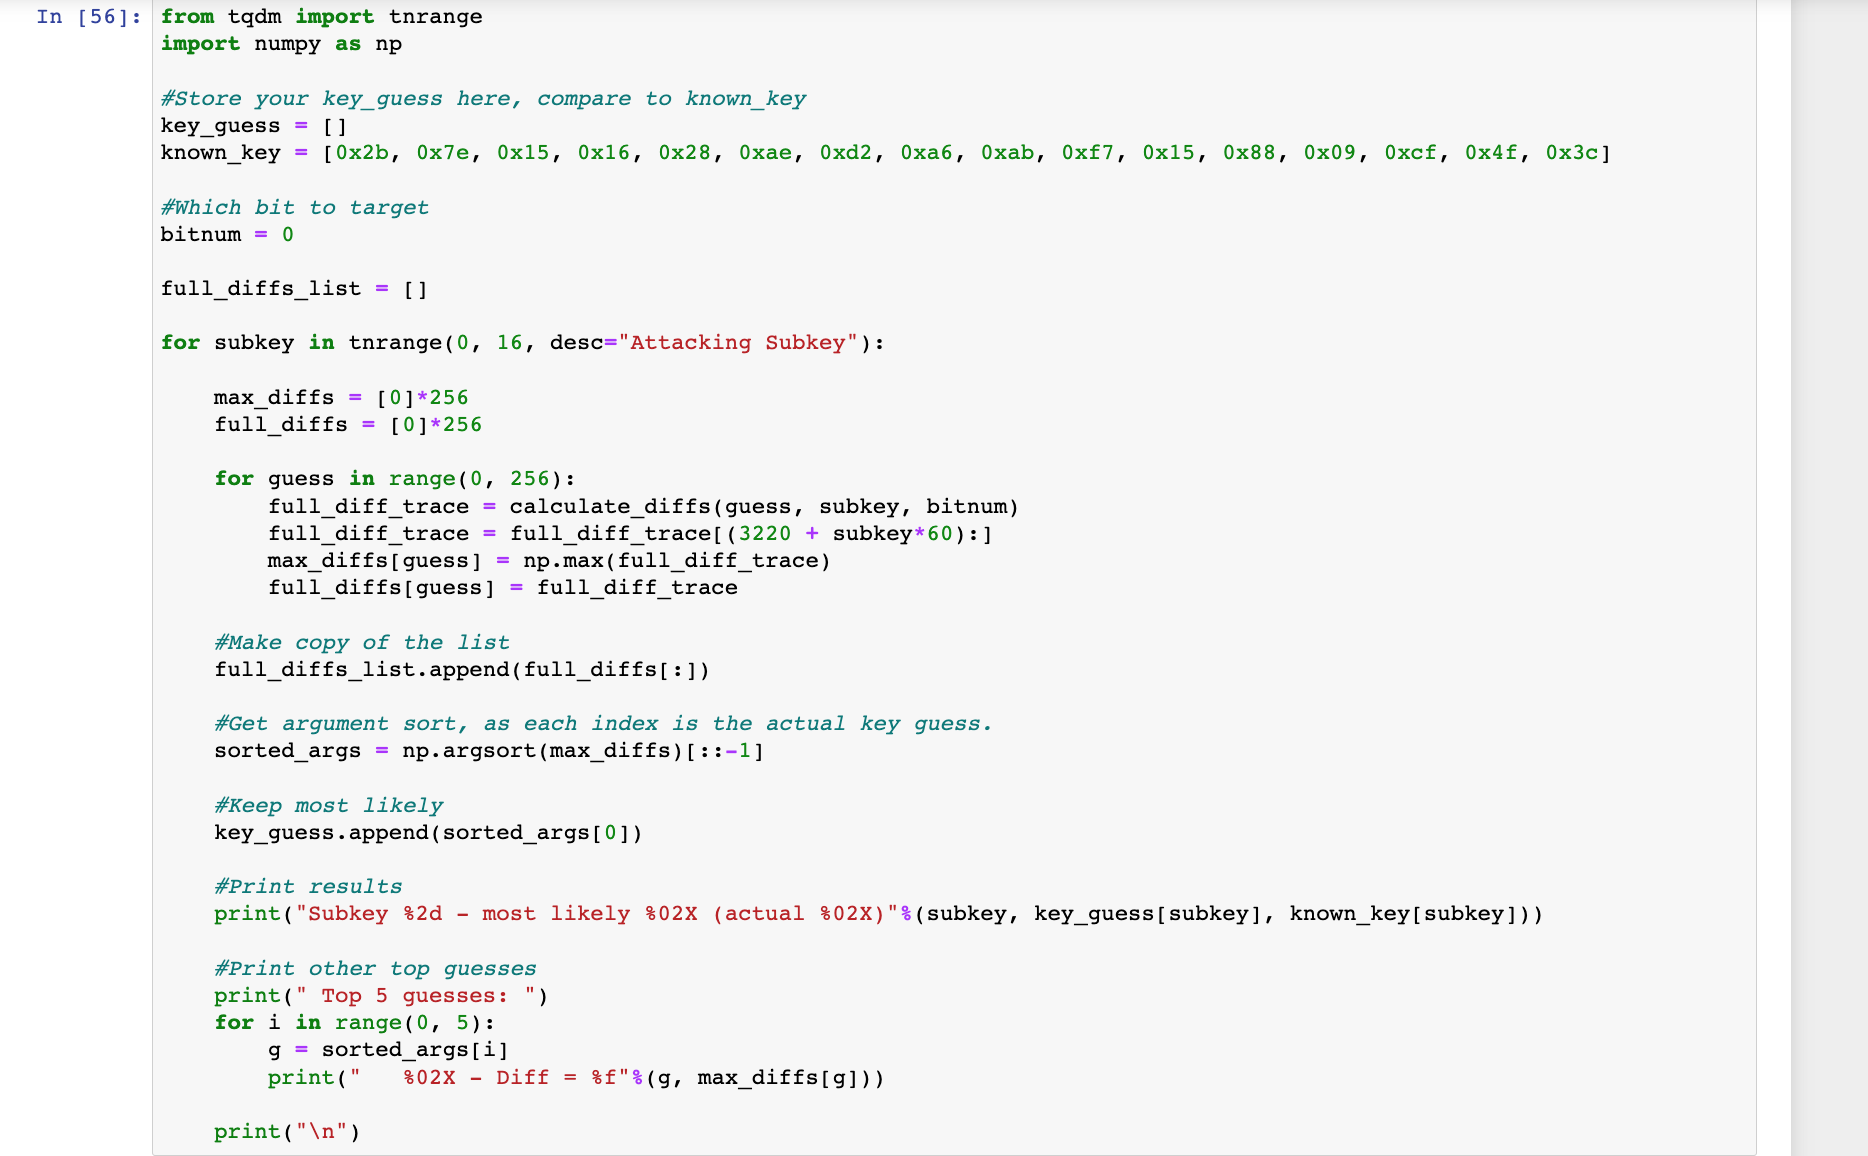 In [56]: from tqdm import tnrange
import numpy as np

#Store your key_guess here, compare to known_key
key_guess = []
known_key = [0x2b, 0x7e, 0x15, 0x16, 0x28, 0xae, 0xd2, 0xa6, 0xab, 0xf7, 0x15, 0x88, 0x09, 0xcf, 0x4f, 0x3c]

#Which bit to target
bitnum = 0

full_diffs_list = []

for subkey in tnrange(0, 16, desc="Attacking Subkey"):

    max_diffs = [0]*256
    full_diffs = [0]*256

    for guess in range(0, 256):
        full_diff_trace = calculate_diffs(guess, subkey, bitnum)
        full_diff_trace = full_diff_trace[(3220 + subkey*60):]
        max_diffs[guess] = np.max(full_diff_trace)
        full_diffs[guess] = full_diff_trace

    #Make copy of the list
    full_diffs_list.append(full_diffs[:])

    #Get argument sort, as each index is the actual key guess.
    sorted_args = np.argsort(max_diffs)[::-1]

    #Keep most likely
    key_guess.append(sorted_args[0])

    #Print results
    print("Subkey %2d - most likely %02X (actual %02X)"%(subkey, key_guess[subkey], known_key[subkey]))

    #Print other top guesses
    print(" Top 5 guesses: ")
    for i in range(0, 5):
        g = sorted_args[i]
        print("   %02X - Diff = %f"%(g, max_diffs[g]))

    print("\n")